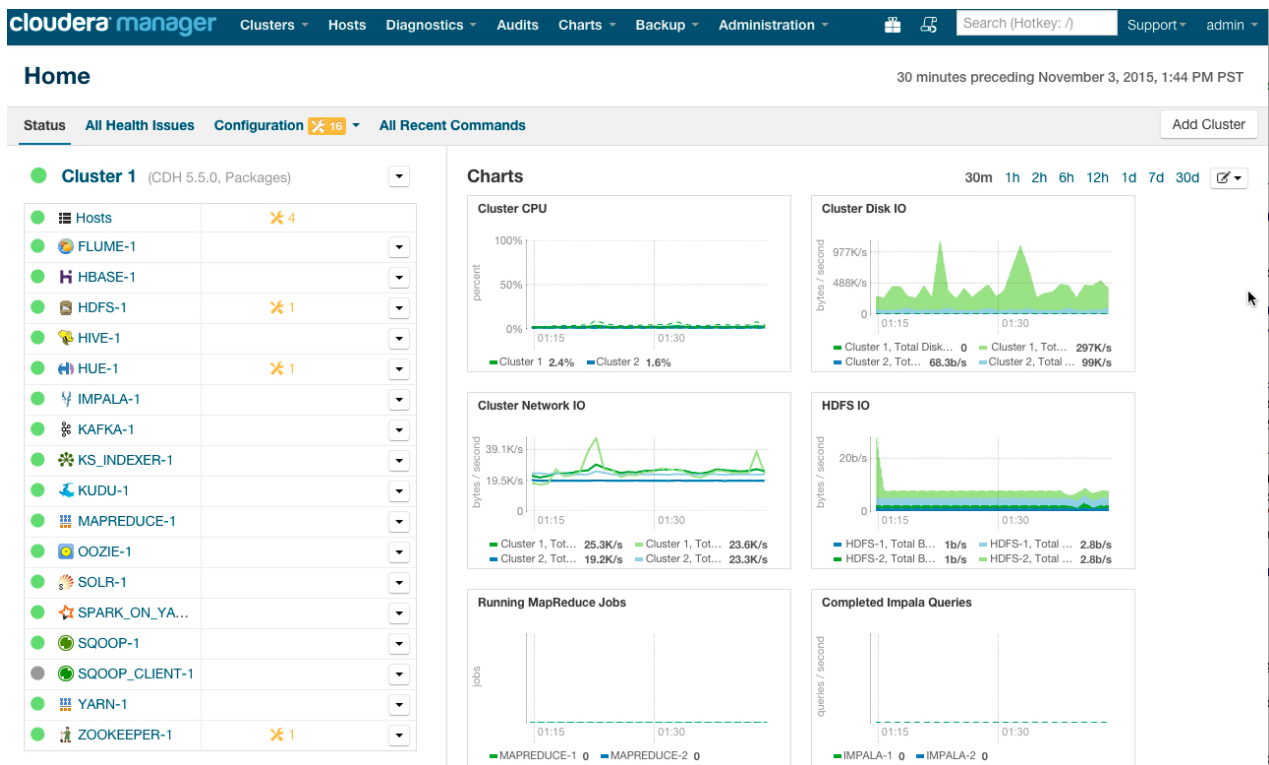 cloudera manager Clusters Hosts Diagnostics Audits Charts Backup Administration Search (Hotkey: /) Support admin
Home
30 minutes preceding November 3, 2015, 1:44 PM PST
Status All Health Issues Configuration 16 All Recent Commands Add Cluster
Cluster 1 (CDH 5.5.0, Packages)
Hosts 4
FLUME-1
HBASE-1
HDFS-1 1
HIVE-1
HUE-1 1
IMPALA-1
KAFKA-1
KS_INDEXER-1
KUDU-1
MAPREDUCE-1
OOZIE-1
SOLR-1
SPARK_ON_YA...
SQOOP-1
SQOOP_CLIENT-1
YARN-1
ZOOKEEPER-1 1
Charts
30m 1h 2h 6h 12h 1d 7d 30d
Cluster CPU
percent
100%
50%
0%
01:15 01:30
Cluster 1 2.4% Cluster 2 1.6%
Cluster Disk IO
bytes / second
977K/s
488K/s
0
01:15 01:30
Cluster 1, Total Disk... 0 Cluster 1, Tot... 297K/s
Cluster 2, Tot... 68.3b/s Cluster 2, Total ... 99K/s
Cluster Network IO
bytes / second
39.1K/s
19.5K/s
0
01:15 01:30
Cluster 1, Tot... 25.3K/s Cluster 1, Tot... 23.6K/s
Cluster 2, Tot... 19.2K/s Cluster 2, Tot... 23.3K/s
HDFS IO
bytes / second
20b/s
0
01:15 01:30
HDFS-1, Total B... 1b/s HDFS-1, Total ... 2.8b/s
HDFS-2, Total B... 1b/s HDFS-2, Total ... 2.8b/s
Running MapReduce Jobs
jobs
01:15 01:30
MAPREDUCE-1 0 MAPREDUCE-2 0
Completed Impala Queries
queries / second
01:15 01:30
IMPALA-1 0 IMPALA-2 0